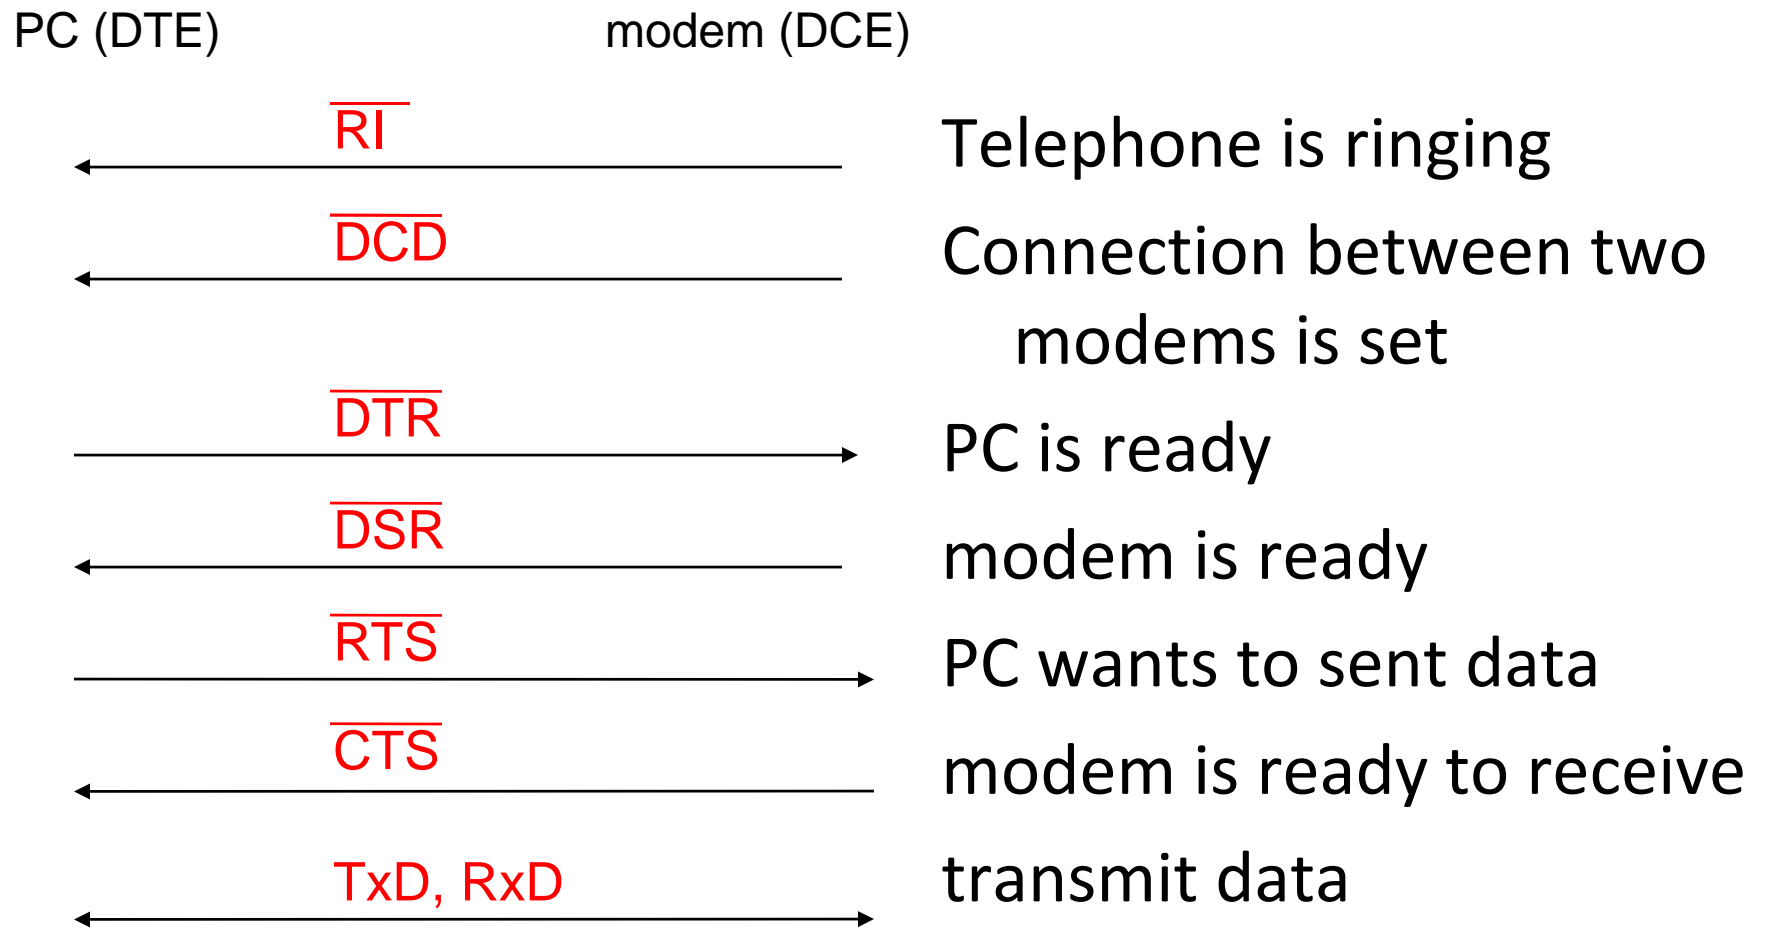 PC (DTE) modem (DCE)
RI Telephone is ringing
DCD Connection between two
modems is set
DTR PC is ready
DSR modem is ready
RTS PC wants to sent data
CTS modem is ready to receive
TxD, RxD transmit data